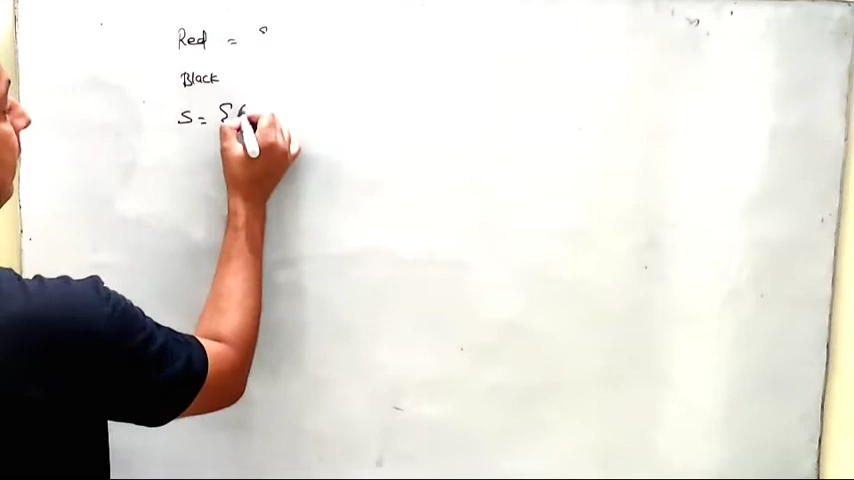 Red =
Black
S = {